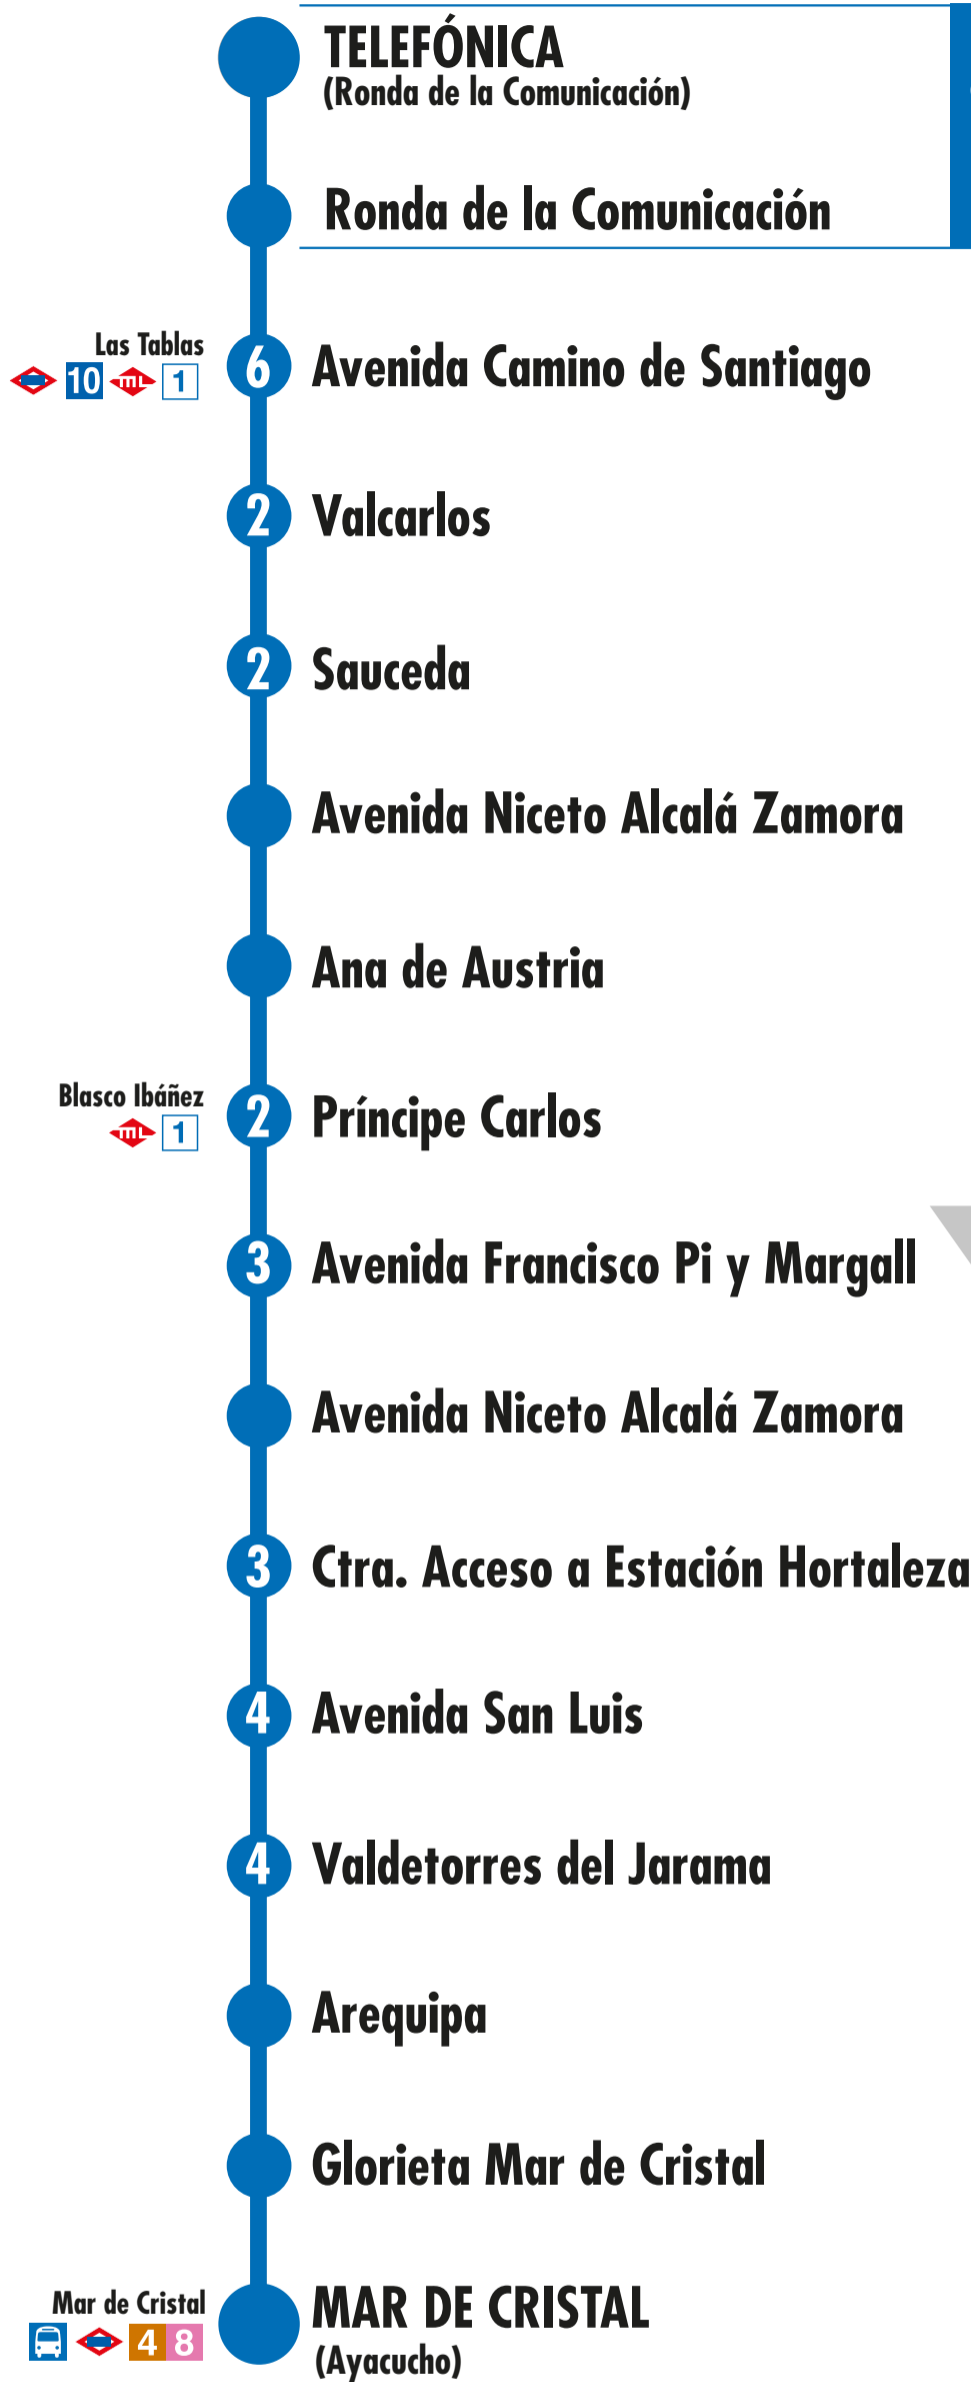 TELEFÓNICA
(Ronda de la Comunicación)
Ronda de la Comunicación
Las Tablas
10 ML 1
6 Avenida Camino de Santiago
2 Valcarlos
2 Sauceda
Avenida Niceto Alcalá Zamora
Ana de Austria
Blasco Ibáñez
ML 1
2 Príncipe Carlos
3 Avenida Francisco Pi y Margall
Avenida Niceto Alcalá Zamora
3 Ctra. Acceso a Estación Hortaleza
4 Avenida San Luis
4 Valdetorres del Jarama
Arequipa
Glorieta Mar de Cristal
Mar de Cristal
4 8
MAR DE CRISTAL
(Ayacucho)